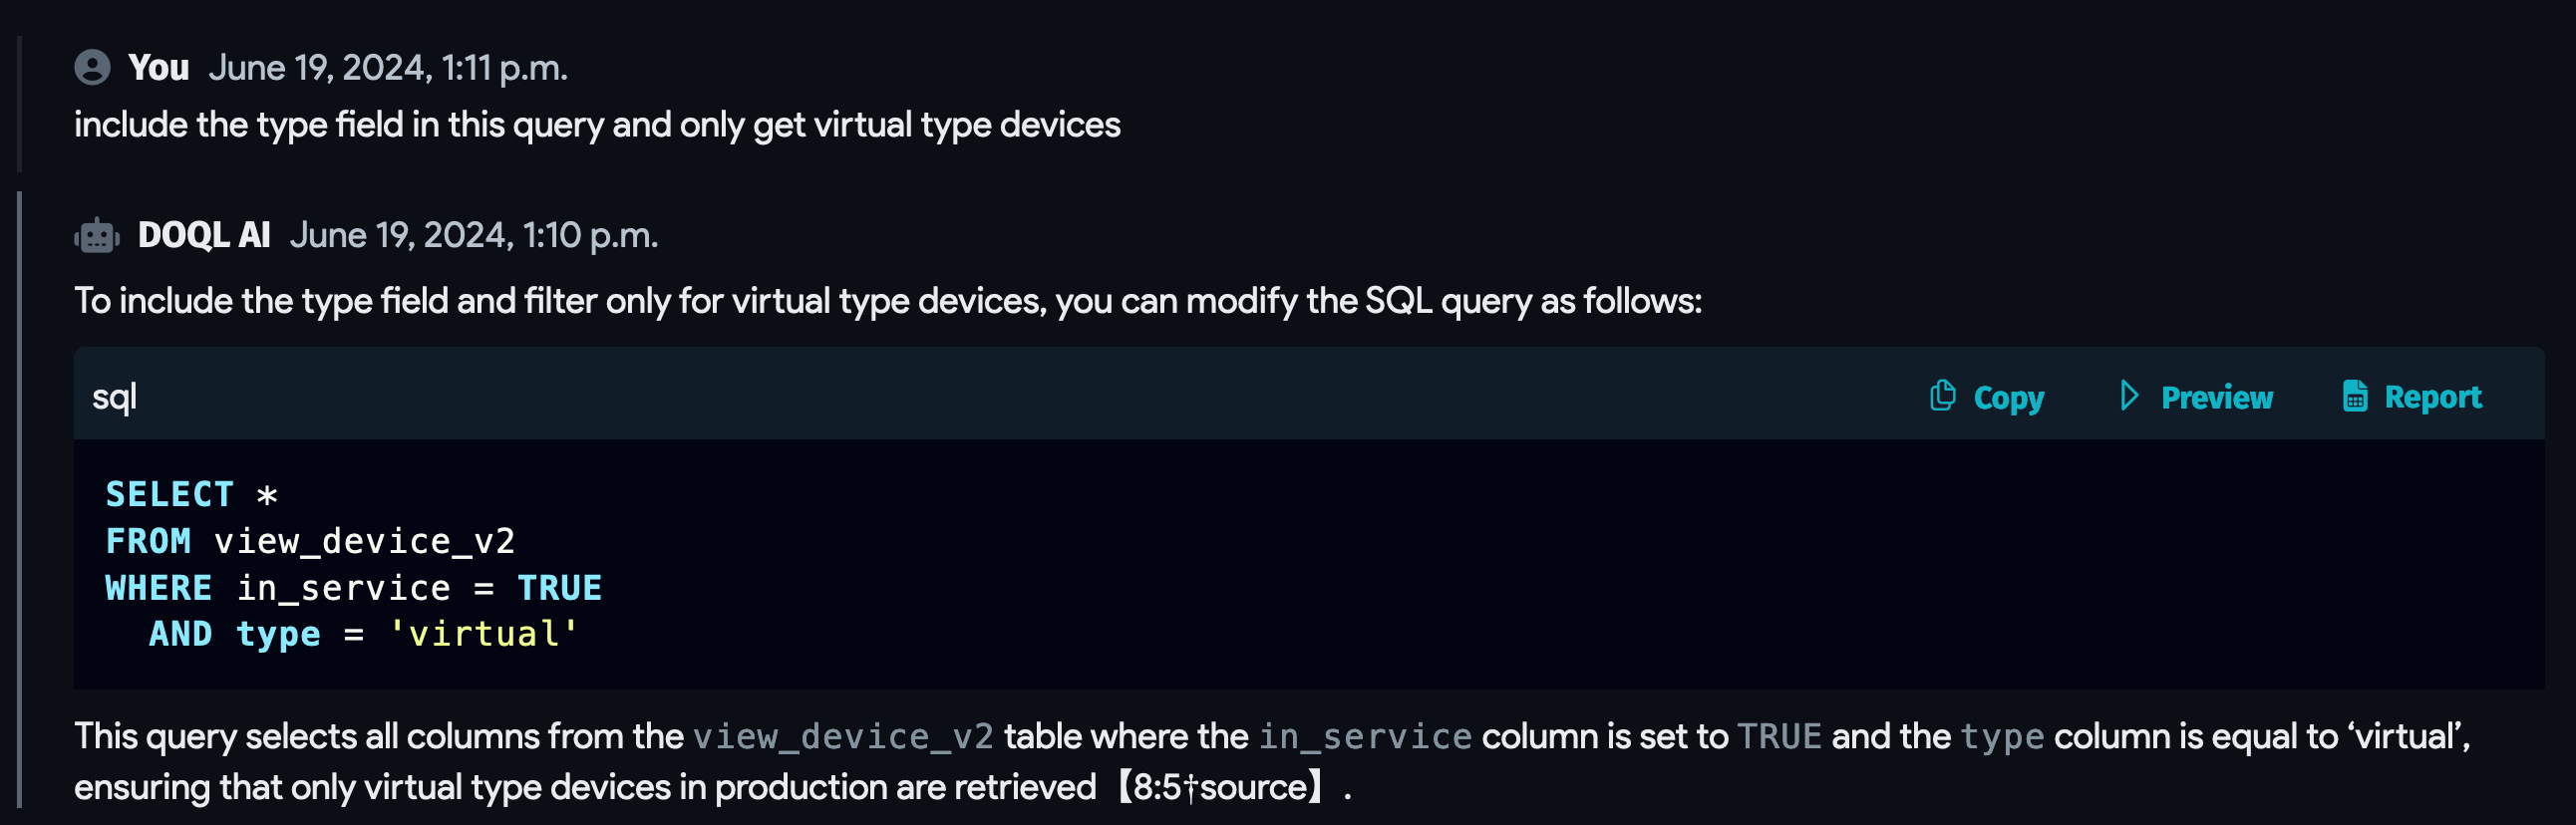 You June 19, 2024, 1:11 p.m.
include the type field in this query and only get virtual type devices
DOQL AI June 19, 2024, 1:10 p.m.
To include the type field and filter only for virtual type devices, you can modify the SQL query as follows:
sql Copy Preview Report
SELECT *
FROM view_device_v2
WHERE in_service = TRUE
  AND type = 'virtual'
This query selects all columns from the view_device_v2 table where the in_service column is set to TRUE and the type column is equal to ‘virtual’,
ensuring that only virtual type devices in production are retrieved【8:5†source】.